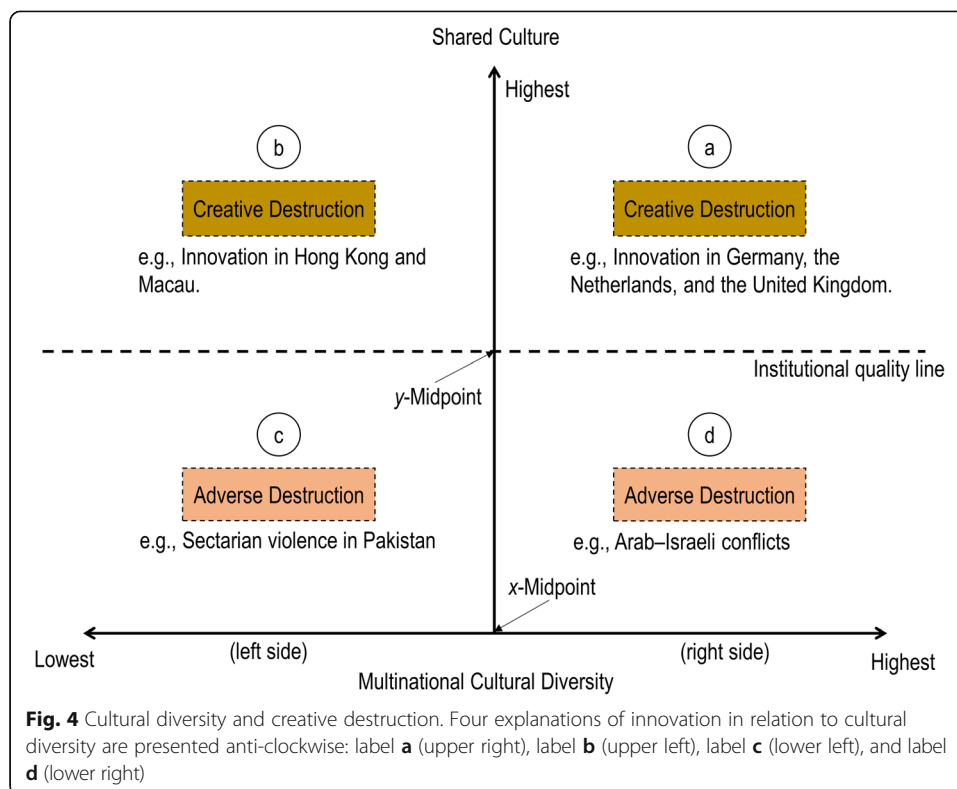 Shared Culture
Highest
b
a
Creative Destruction
Creative Destruction
e.g., Innovation in Hong Kong and
Macau.
e.g., Innovation in Germany, the
Netherlands, and the United Kingdom.
Institutional quality line
y-Midpoint
c
d
Adverse Destruction
Adverse Destruction
e.g., Sectarian violence in Pakistan
e.g., Arab–Israeli conflicts
x-Midpoint
Lowest
(left side)
(right side)
Highest
Multinational Cultural Diversity
Fig. 4 Cultural diversity and creative destruction. Four explanations of innovation in relation to cultural
diversity are presented anti-clockwise: label a (upper right), label b (upper left), label c (lower left), and label
d (lower right)